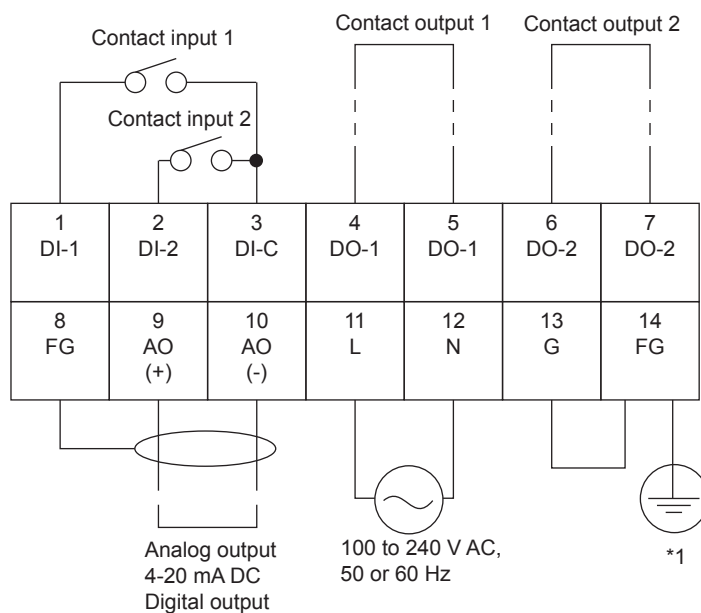 Contact input 1
Contact output 1
Contact output 2
Contact input 2
1
DI-1
2
DI-2
3
DI-C
4
DO-1
5
DO-1
6
DO-2
7
DO-2
8
FG
9
AO
(+)
10
AO
(-)
11
L
12
N
13
G
14
FG
Analog output
4-20 mA DC
Digital output
100 to 240 V AC,
50 or 60 Hz
*1